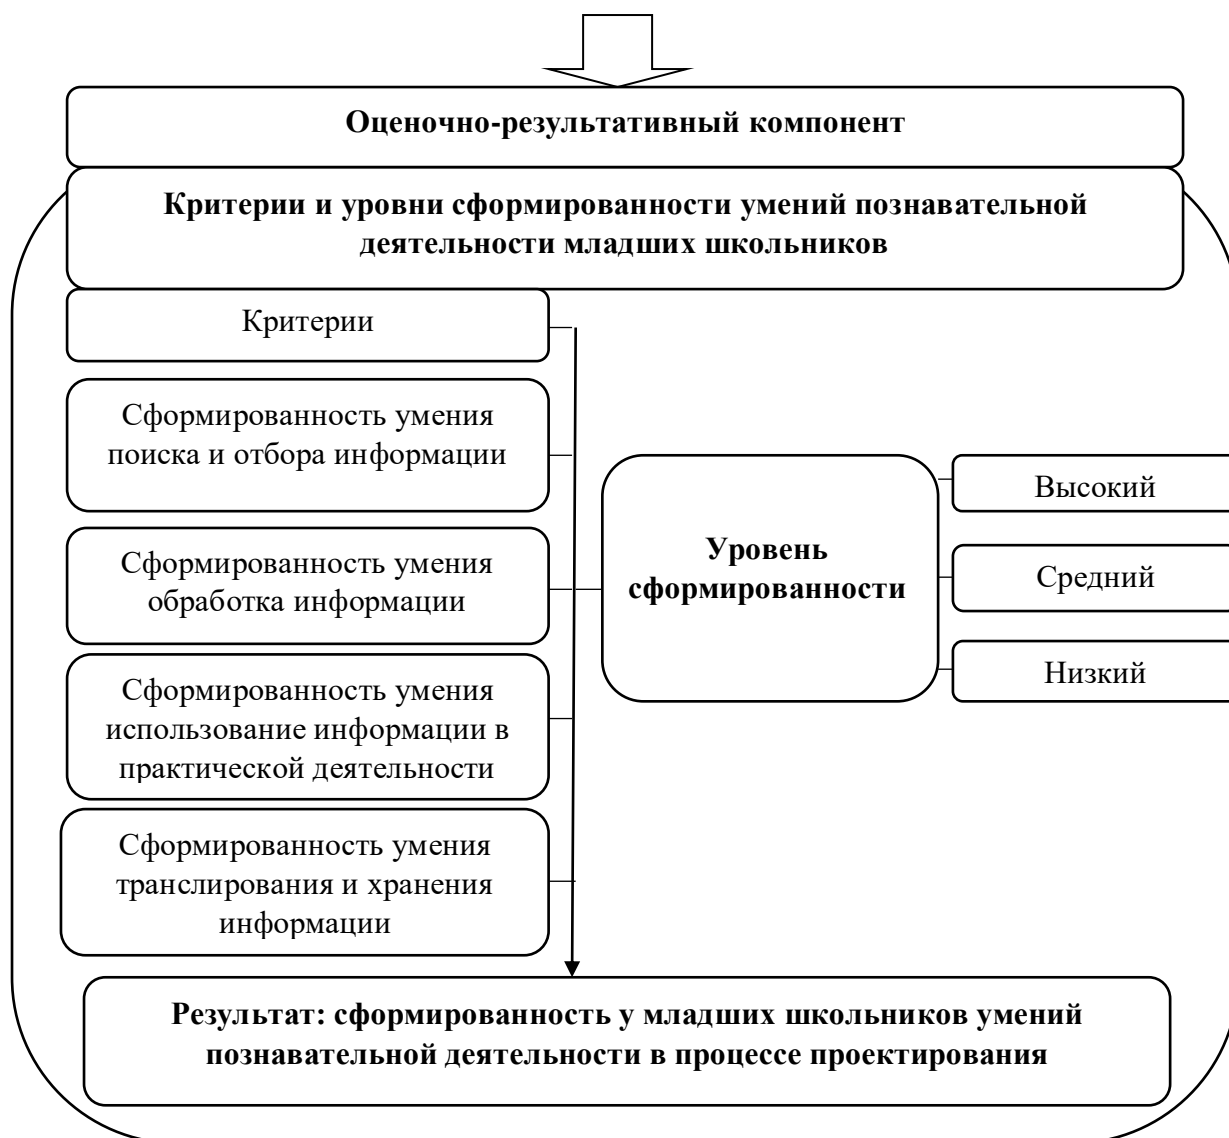 Оценочно-результативный компонент
Критерии и уровни сформированности умений познавательной
деятельности младших школьников
Критерии
Сформированность умения
поиска и отбора информации
Сформированность умения
обработка информации
Сформированность умения
использование информации в
практической деятельности
Сформированность умения
транслирования и хранения
информации
Уровень
сформированности
Высокий
Средний
Низкий
Результат: сформированность у младших школьников умений
познавательной деятельности в процессе проектирования